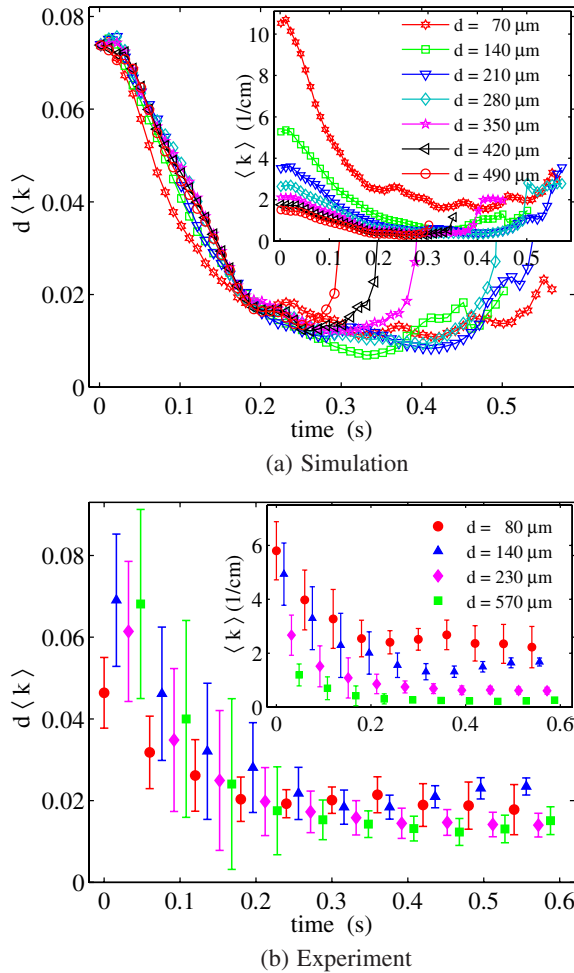 0.08
0.06
0.04
0.02
0
d ⟨ k ⟩
0 0.1 0.2 0.3 0.4 0.5
time (s)
10
8
6
4
2
0
⟨ k ⟩ (1/cm)
0 0.1 0.2 0.3 0.4 0.5
d = 70 µm
d = 140 µm
d = 210 µm
d = 280 µm
d = 350 µm
d = 420 µm
d = 490 µm
(a) Simulation
0.08
0.06
0.04
0.02
0
d ⟨ k ⟩
0 0.1 0.2 0.3 0.4 0.5 0.6
time (s)
6
4
2
0
⟨ k ⟩ (1/cm)
0 0.2 0.4 0.6
d = 80 µm
d = 140 µm
d = 230 µm
d = 570 µm
(b) Experiment